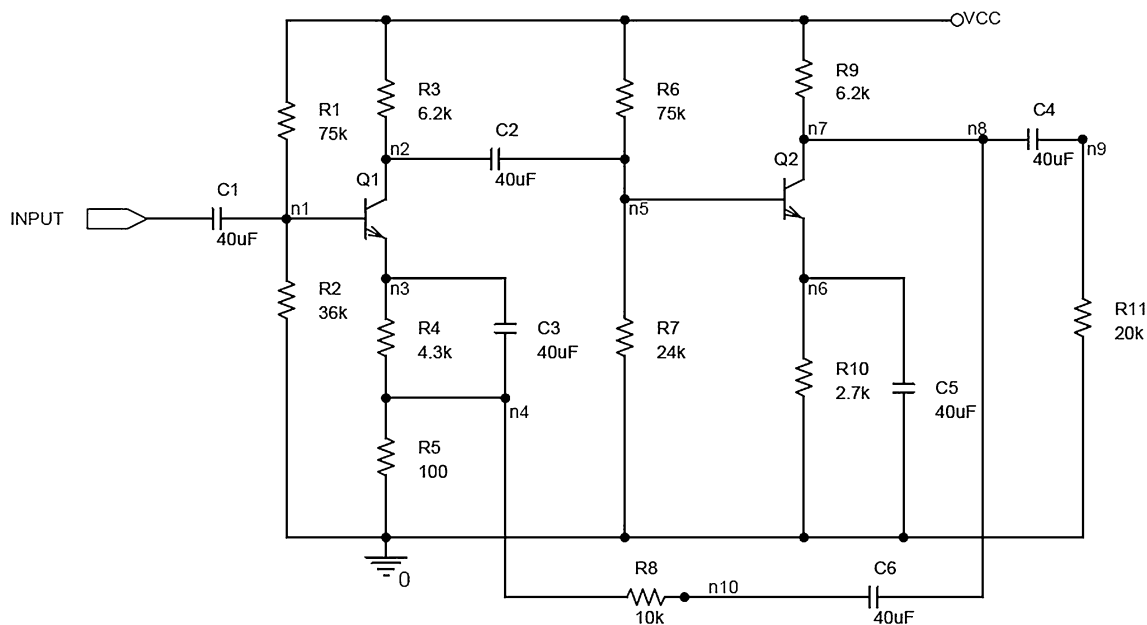 VCC
R3
6.2k
R6
75k
R9
6.2k
R1
75k
C2
40uF
n2
n7
n8
C4
40uF
n9
Q1
Q2
C1
40uF
INPUT
n1
n5
R2
36k
n3
n6
R4
4.3k
C3
40uF
R7
24k
R11
20k
R10
2.7k
C5
40uF
n4
R5
100
0
R8
10k
n10
C6
40uF